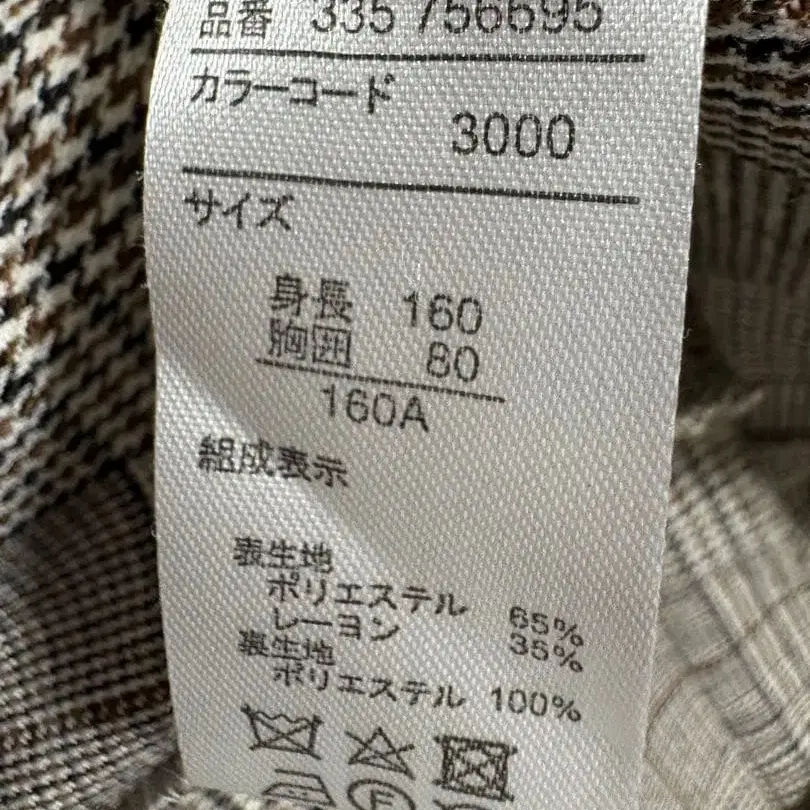 品番 335 756695
カラーコード
3000
サイズ
身長 160
胸囲 80
160A
組成表示
表生地
ポリエステル 65%
レーヨン 35%
裏生地
ポリエステル 100%
F